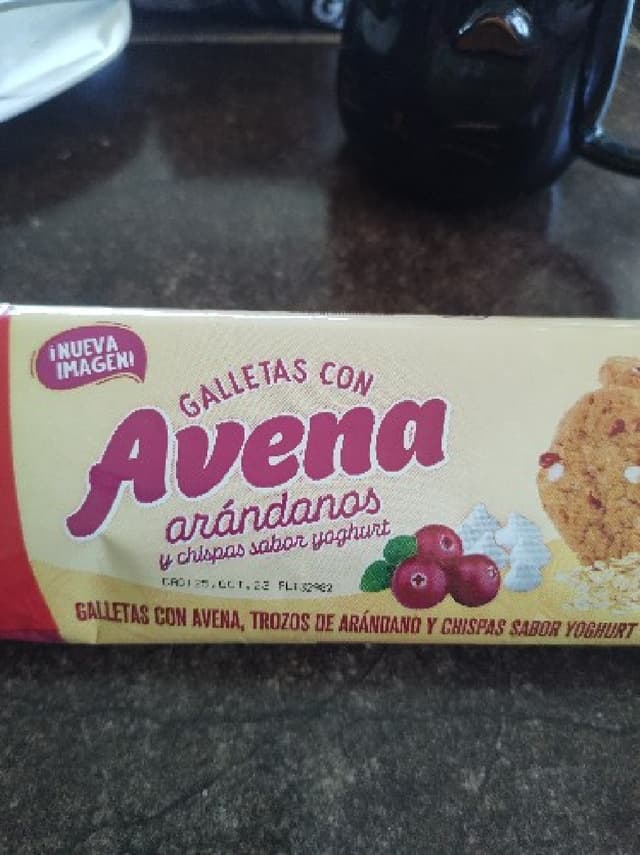 ¡NUEVA
IMAGEN!
GALLETAS CON
Avena
arándanos
y chispas sabor yoghurt
GALLETAS CON AVENA, TROZOS DE ARÁNDANO Y CHISPAS SABOR YOGHURT